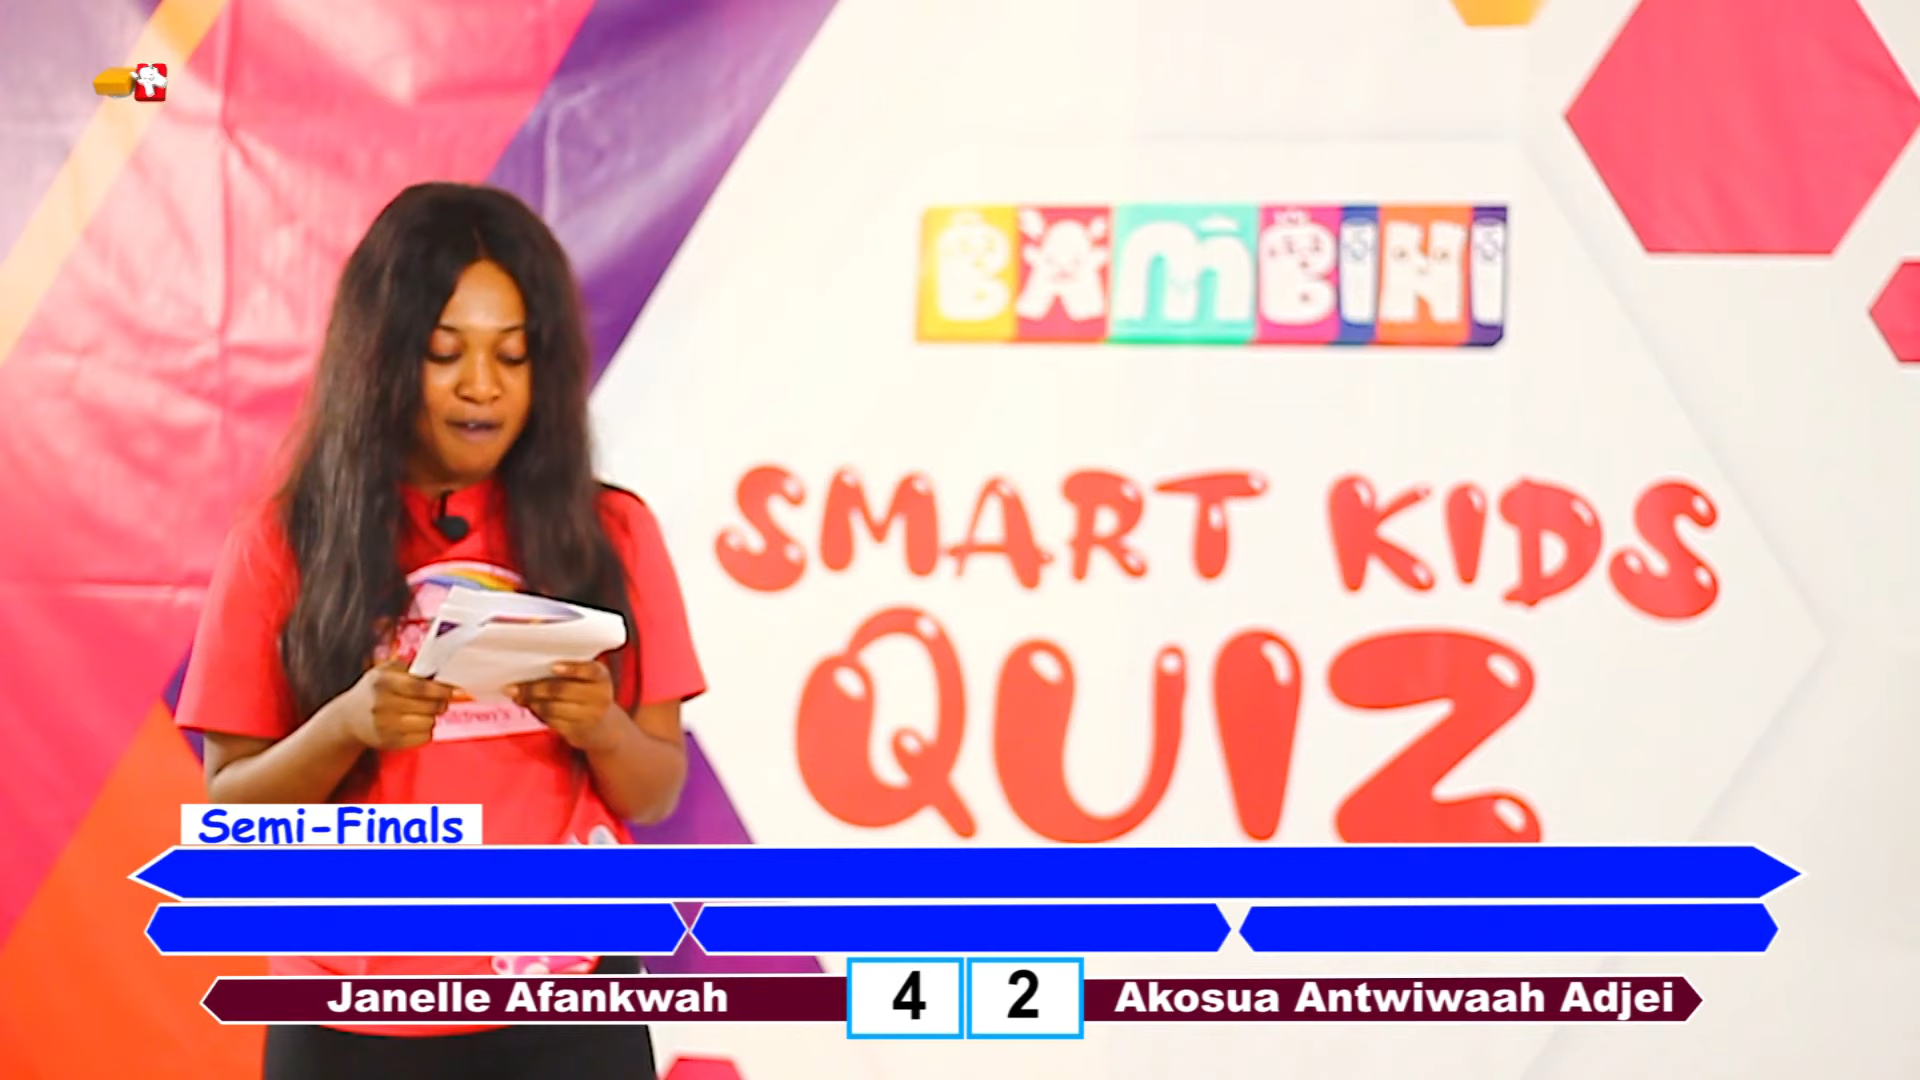 BAMBINI
SMART KIDS
QUIZ
Semi-Finals
Janelle Afankwah 4 2 Akosua Antwiwaah Adjei